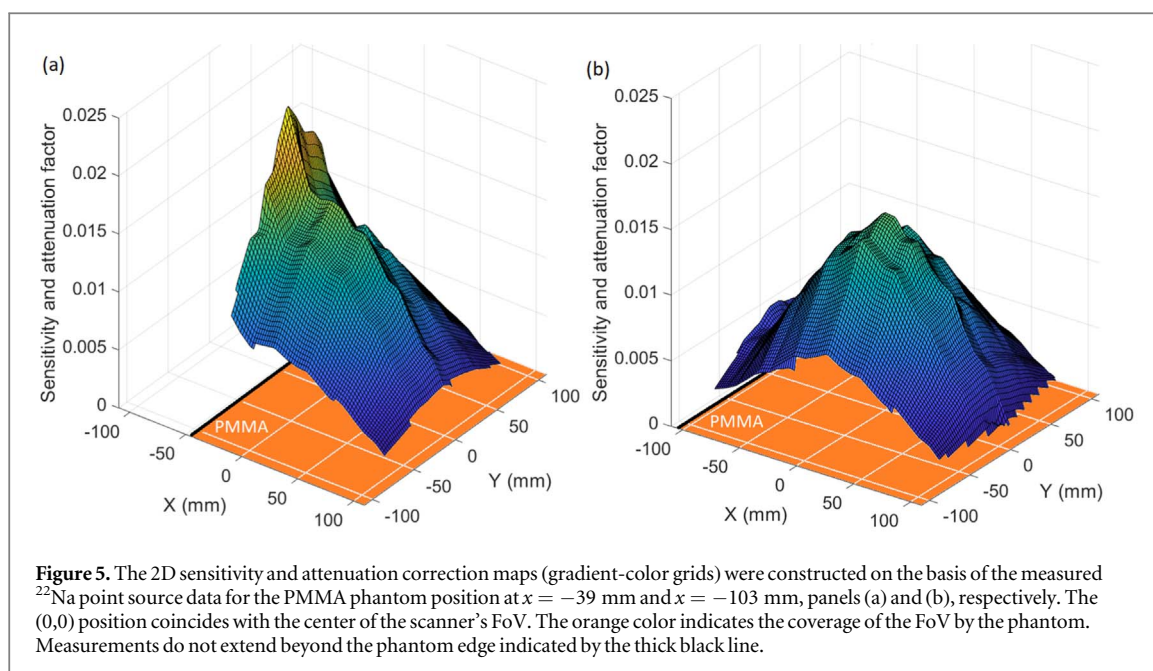 (a)
0.025
0.02
0.015
0.01
0.005
0
Sensitivity and attenuation factor
PMMA
-100
-50
0
50
100
X (mm)
-100
-50
0
50
100
Y (mm)
(b)
0.025
0.02
0.015
0.01
0.005
0
Sensitivity and attenuation factor
PMMA
-100
-50
0
50
100
X (mm)
-100
-50
0
50
100
Y (mm)
Figure 5. The 2D sensitivity and attenuation correction maps (gradient-color grids) were constructed on the basis of the measured
²²Na point source data for the PMMA phantom position at x = −39 mm and x = −103 mm, panels (a) and (b), respectively. The
(0,0) position coincides with the center of the scanner's FoV. The orange color indicates the coverage of the FoV by the phantom.
Measurements do not extend beyond the phantom edge indicated by the thick black line.